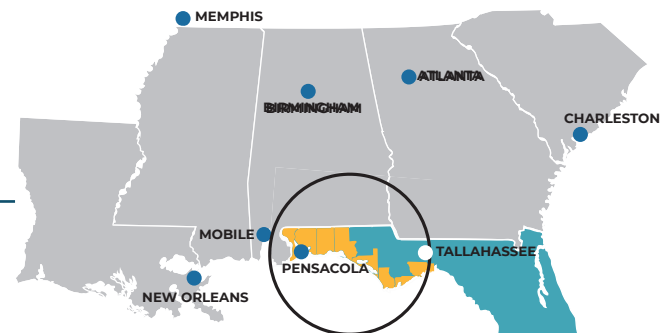 MEMPHIS
ATLANTA
BIRMINGHAM
CHARLESTON
MOBILE
TALLAHASSEE
PENSACOLA
NEW ORLEANS